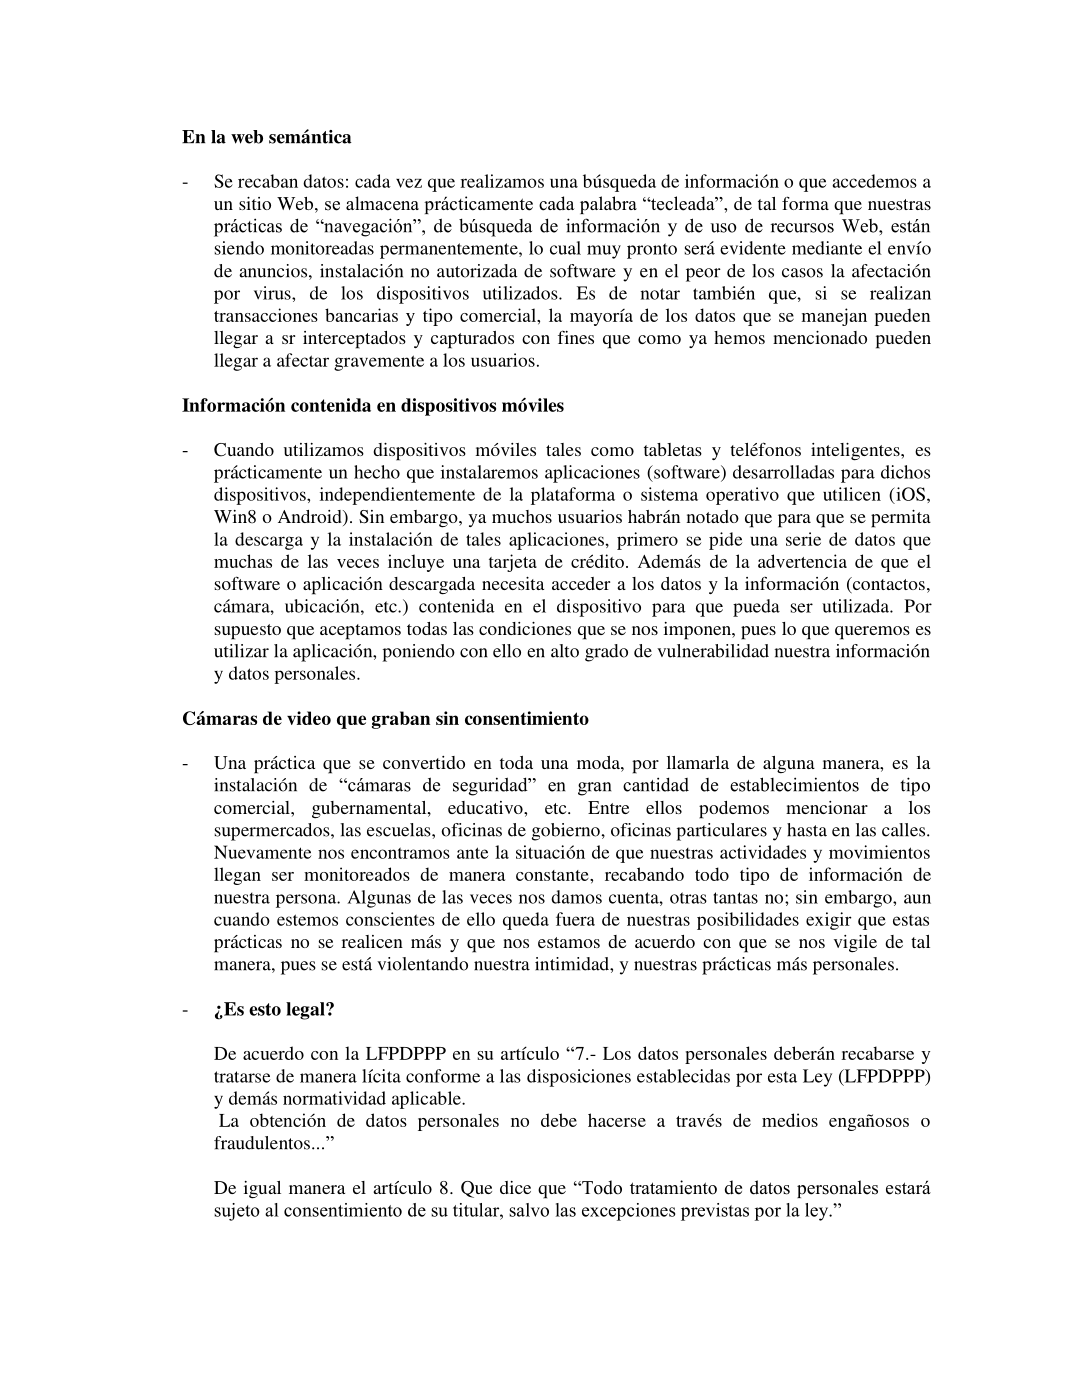 En la web semántica
- Se recaban datos: cada vez que realizamos una búsqueda de información o que accedemos a
un sitio Web, se almacena prácticamente cada palabra “tecleada”, de tal forma que nuestras
prácticas de “navegación”, de búsqueda de información y de uso de recursos Web, están
siendo monitoreadas permanentemente, lo cual muy pronto será evidente mediante el envío
de anuncios, instalación no autorizada de software y en el peor de los casos la afectación
por virus, de los dispositivos utilizados. Es de notar también que, si se realizan
transacciones bancarias y tipo comercial, la mayoría de los datos que se manejan pueden
llegar a sr interceptados y capturados con fines que como ya hemos mencionado pueden
llegar a afectar gravemente a los usuarios.
Información contenida en dispositivos móviles
- Cuando utilizamos dispositivos móviles tales como tabletas y teléfonos inteligentes, es
prácticamente un hecho que instalaremos aplicaciones (software) desarrolladas para dichos
dispositivos, independientemente de la plataforma o sistema operativo que utilicen (iOS,
Win8 o Android). Sin embargo, ya muchos usuarios habrán notado que para que se permita
la descarga y la instalación de tales aplicaciones, primero se pide una serie de datos que
muchas de las veces incluye una tarjeta de crédito. Además de la advertencia de que el
software o aplicación descargada necesita acceder a los datos y la información (contactos,
cámara, ubicación, etc.) contenida en el dispositivo para que pueda ser utilizada. Por
supuesto que aceptamos todas las condiciones que se nos imponen, pues lo que queremos es
utilizar la aplicación, poniendo con ello en alto grado de vulnerabilidad nuestra información
y datos personales.
Cámaras de video que graban sin consentimiento
- Una práctica que se convertido en toda una moda, por llamarla de alguna manera, es la
instalación de “cámaras de seguridad” en gran cantidad de establecimientos de tipo
comercial, gubernamental, educativo, etc. Entre ellos podemos mencionar a los
supermercados, las escuelas, oficinas de gobierno, oficinas particulares y hasta en las calles.
Nuevamente nos encontramos ante la situación de que nuestras actividades y movimientos
llegan ser monitoreados de manera constante, recabando todo tipo de información de
nuestra persona. Algunas de las veces nos damos cuenta, otras tantas no; sin embargo, aun
cuando estemos conscientes de ello queda fuera de nuestras posibilidades exigir que estas
prácticas no se realicen más y que nos estamos de acuerdo con que se nos vigile de tal
manera, pues se está violentando nuestra intimidad, y nuestras prácticas más personales.
- ¿Es esto legal?
De acuerdo con la LFPDPPP en su artículo “7.- Los datos personales deberán recabarse y
tratarse de manera lícita conforme a las disposiciones establecidas por esta Ley (LFPDPPP)
y demás normatividad aplicable.
La obtención de datos personales no debe hacerse a través de medios engañosos o
fraudulentos...”
De igual manera el artículo 8. Que dice que “Todo tratamiento de datos personales estará
sujeto al consentimiento de su titular, salvo las excepciones previstas por la ley.”